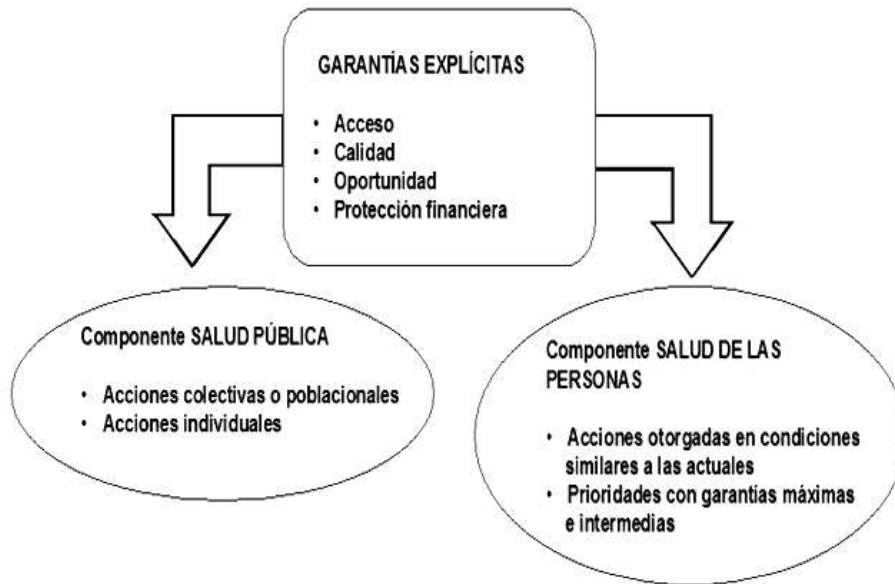 GARANTÍAS EXPLÍCITAS
• Acceso
• Calidad
• Oportunidad
• Protección financiera
Componente SALUD PÚBLICA
• Acciones colectivas o poblacionales
• Acciones individuales
Componente SALUD DE LAS
PERSONAS
• Acciones otorgadas en condiciones
similares a las actuales
• Prioridades con garantías máximas
e intermedias